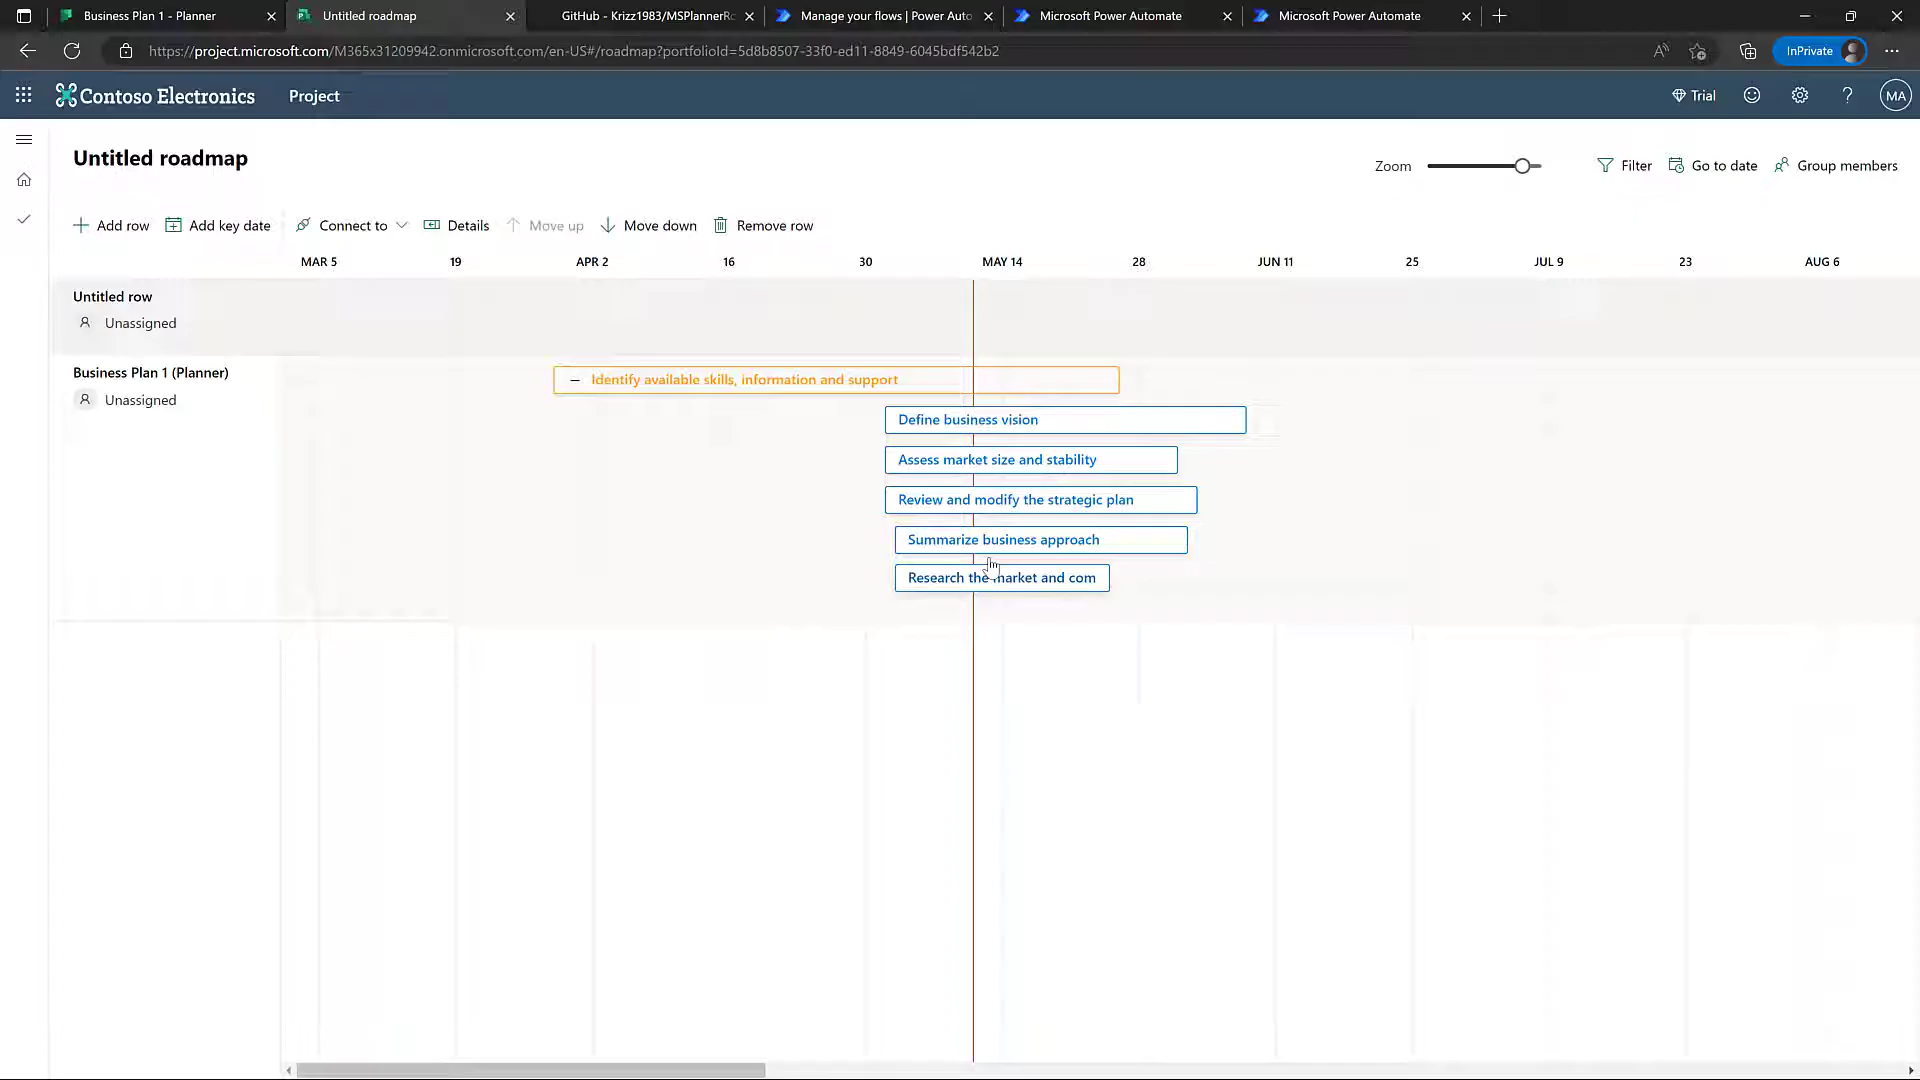 Business Plan 1 - Planner
Untitled roadmap
GitHub - Krizz1983/MSPlannerRo
Manage your flows | Power Auto
Microsoft Power Automate
Microsoft Power Automate
https://project.microsoft.com/M365x31209942.onmicrosoft.com/en-US#/roadmap?portfolioId=5d8b8507-33f0-ed11-8849-6045bdf542b2
InPrivate
Contoso Electronics
Project
Trial
MA
Untitled roadmap
Zoom
Filter
Go to date
Group members
Add row
Add key date
Connect to
Details
Move up
Move down
Remove row
MAR 5
19
APR 2
16
30
MAY 14
28
JUN 11
25
JUL 9
23
AUG 6
Untitled row
Unassigned
Business Plan 1 (Planner)
Unassigned
Identify available skills, information and support
Define business vision
Assess market size and stability
Review and modify the strategic plan
Summarize business approach
Research the market and com